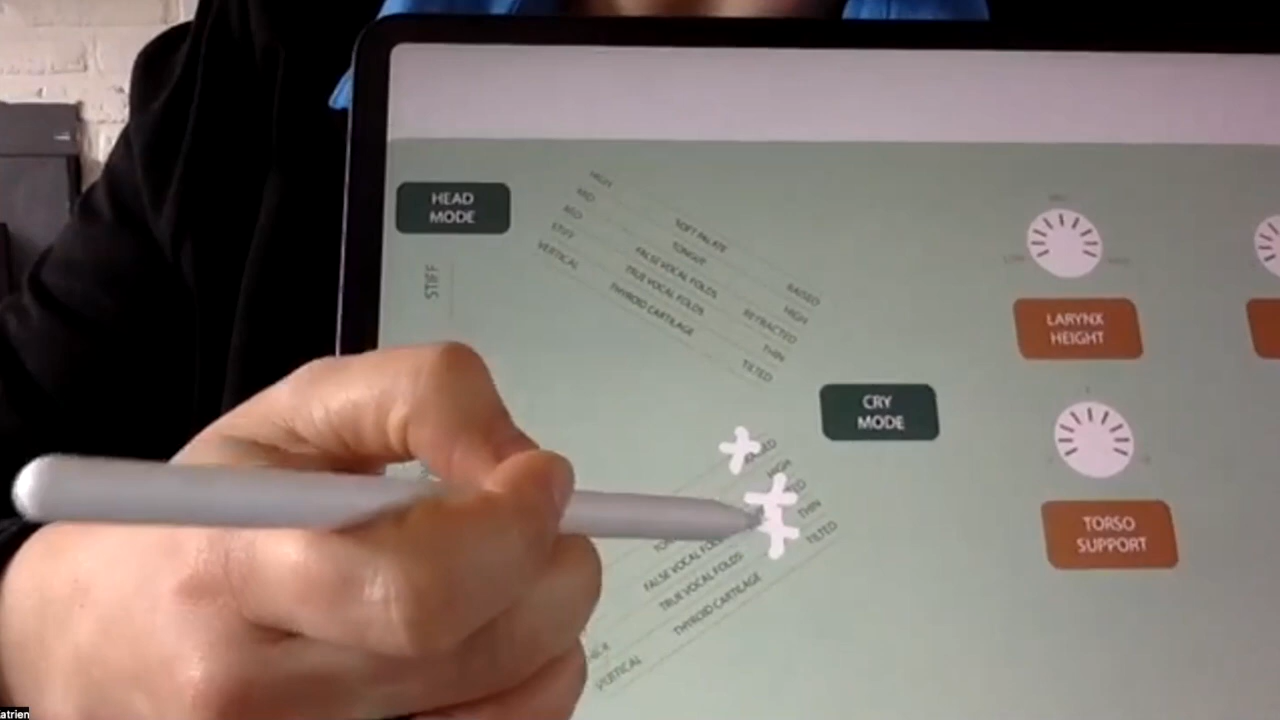 HEAD
MODE
STIFF
HIGH
MID
MID
STIFF
VERTICAL
SOFT PALATE
TONGUE
FALSE VOCAL FOLDS
TRUE VOCAL FOLDS
THYROID CARTILAGE
RAISED
HIGH
RETRACTED
THIN
TILTED
CRY
MODE
LARYNX
HEIGHT
TORSO
SUPPORT
HIGH
THIN
TILTED
FALSE VOCAL
TRUE VOCAL FOLDS
THYROID CARTILAGE
VERTICAL
atrien